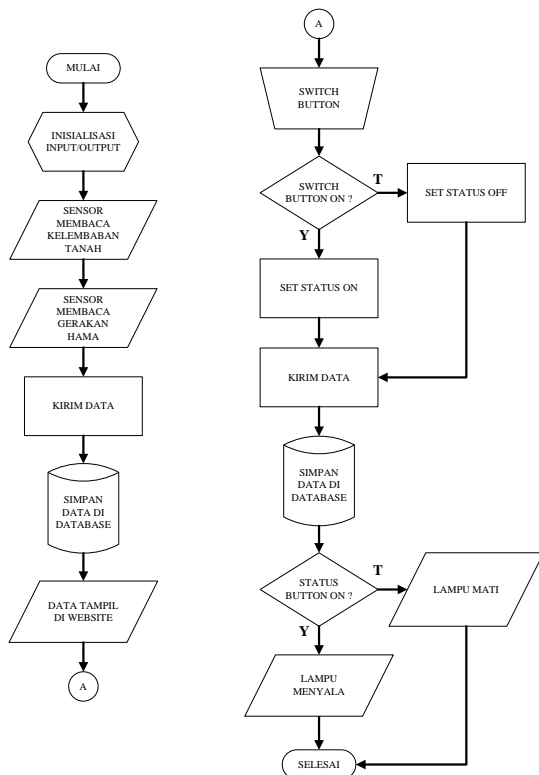 MULAI
INISIALISASI
INPUT/OUTPUT
SENSOR
MEMBACA
KELEMBABAN
TANAH
SENSOR
MEMBACA
GERAKAN
HAMA
KIRIM DATA
SIMPAN
DATA DI
DATABASE
DATA TAMPIL
DI WEBSITE
A
A
SWITCH
BUTTON
SWITCH
BUTTON ON ?
T
SET STATUS OFF
Y
SET STATUS ON
KIRIM DATA
SIMPAN
DATA DI
DATABASE
STATUS
BUTTON ON ?
T
LAMPU MATI
Y
LAMPU
MENYALA
SELESAI